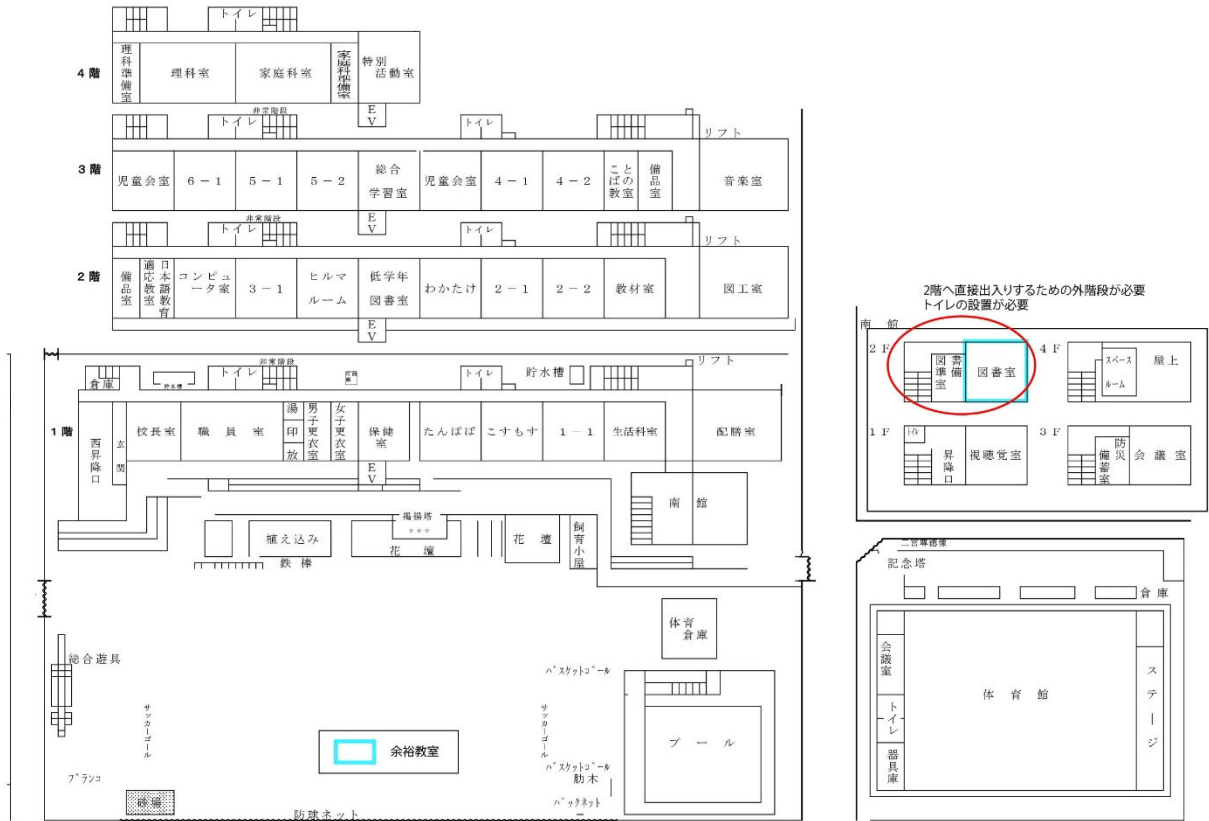 トイレ
4階
理科準備室
理科室
家庭科室
家庭科準備室
特別活動室
EV
非常階段
トイレ
トイレ
リフト
3階
児童会室
6-1
5-1
5-2
総合学習室
児童会室
4-1
4-2
ことばの教室
備品室
音楽室
EV
非常階段
トイレ
トイレ
リフト
2階
備品室
日本語教育適応教室
コンピュータ室
3-1
ヒルマルーム
低学年図書室
わかたけ
2-1
2-2
教材室
図工室
EV
非常階段
リフト
倉庫
貯水槽
トイレ
トイレ
貯水槽
1階
西昇降口
玄関
校長室
職員室
湯
印
放
男子更衣室
女子更衣室
保健室
たんぽぽ
こすもす
1-1
生活科室
配膳室
EV
南館
掲揚塔
植え込み
花壇
花壇
飼育小屋
鉄棒
体育倉庫
総合遊具
バスケットゴール
サッカーゴール
サッカーゴール
プール
余裕教室
バスケットゴール
肋木
ブランコ
砂場
バックネット
防球ネット
2階へ直接出入りするための外階段が必要
トイレの設置が必要
南館
2F
図書準備室
図書室
4F
スペースルーム
屋上
1F
トイレ
昇降口
視聴覚室
3F
防災備蓄室
会議室
二宮尊徳像
記念塔
倉庫
会議室
トイレ
器具庫
体育館
ステージ